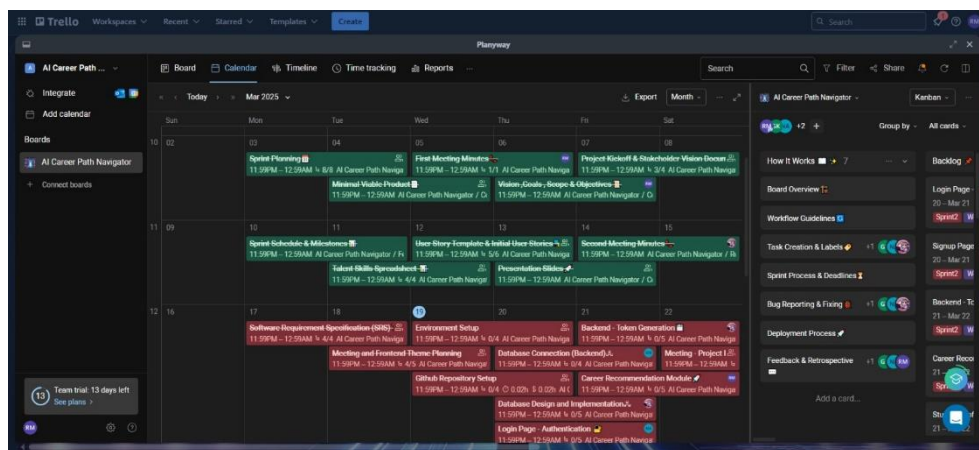 Trello Workspaces Recent Starred Templates Create Search
Planyway
AI Career Path ...
Board Calendar Timeline Time tracking Reports ... Search Filter Share
Integrate
Add calendar
Boards
AI Career Path Navigator
Connect boards
Team trial: 13 days left
See plans >
13
RM
Today Mar 2025 Export Month
Sun Mon Tue Wed Thu Fri Sat
10 02 03 04 05 06 07 08
Sprint Planning First Meeting Minutes Project Kickoff & Stakeholder Vision Docun
11:59PM – 12:59AM 8/8 AI Career Path Naviga 11:59PM – 12:59AM 1/1 AI Career Path Naviga 11:59PM – 12:59AM 3/4 AI Career Path Naviga
Minimal Viable Product Vision ,Goals , Scope & Objectives
11:59PM – 12:59AM AI Career Path Navigator / 11:59PM – 12:59AM AI Career Path Navigator /
11 09 10 11 12 13 14 15
Sprint Schedule & Milestones User Story Template & Initial User Stories Second Meeting Minutes
11:59PM – 12:59AM AI Career Path Navigator / 11:59PM – 12:59AM 5/6 AI Career Path Naviga 11:59PM – 12:59AM AI Career Path Navigator /
Talent Skills Spreadsheet Presentation Slides
11:59PM – 12:59AM 4/4 AI Career Path Naviga 11:59PM – 12:59AM AI Career Path Navigator /
12 16 17 18 19 20 21 22
Software Requirement Specification (SRS) Environment Setup Backend - Token Generation
11:59PM – 12:59AM 4/4 AI Career Path Naviga 11:59PM – 12:59AM 0/4 AI Career Path Naviga 11:59PM – 12:59AM 0/5 AI Career Path Naviga
Meeting and Frontend Theme Planning Database Connection (Backend) Meeting - Project
11:59PM – 12:59AM 4/5 AI Career Path Naviga 11:59PM – 12:59AM 0/4 AI Career Path Naviga 11:59PM – 12:59AM
Github Repository Setup Career Recommendation Module
11:59PM – 12:59AM 0/4 0.02h 0.02h 11:59PM – 12:59AM 0/5 AI Career Path Naviga
Database Design and Implementation
11:59PM – 12:59AM 0/5 AI Career Path Naviga
Login Page - Authentication
11:59PM – 12:59AM 0/5 AI Career Path Naviga
AI Career Path Navigator Kanban
+2 + Group by All cards
How It Works 7
Board Overview
Workflow Guidelines
Task Creation & Labels +1
Sprint Process & Deadlines
Bug Reporting & Fixing +1
Deployment Process
Feedback & Retrospective +1 RM
Add a card...
Backlog
Login Page
20 – Mar 21
Sprint2 W
Signup Page
20 – Mar 21
Sprint2 W
Backend - To
21 – Mar 22
Sprint2 W
Career Reco